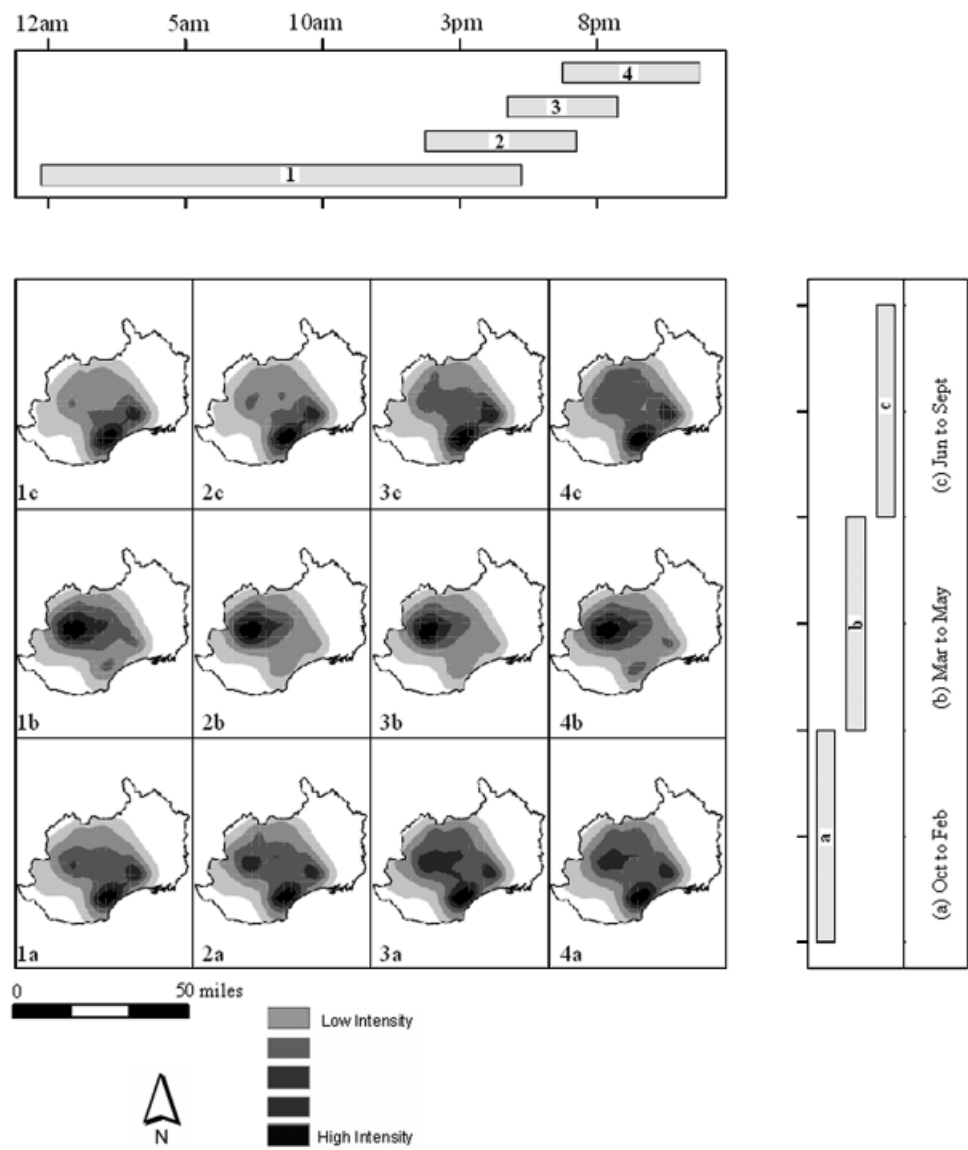 12am 5am 10am 3pm 8pm
4
3
2
1
1c 2c 3c 4c
1b 2b 3b 4b
1a 2a 3a 4a
c
b
a
(c) Jun to Sept
(b) Mar to May
(a) Oct to Feb
0 50 miles
Low Intensity
High Intensity
N